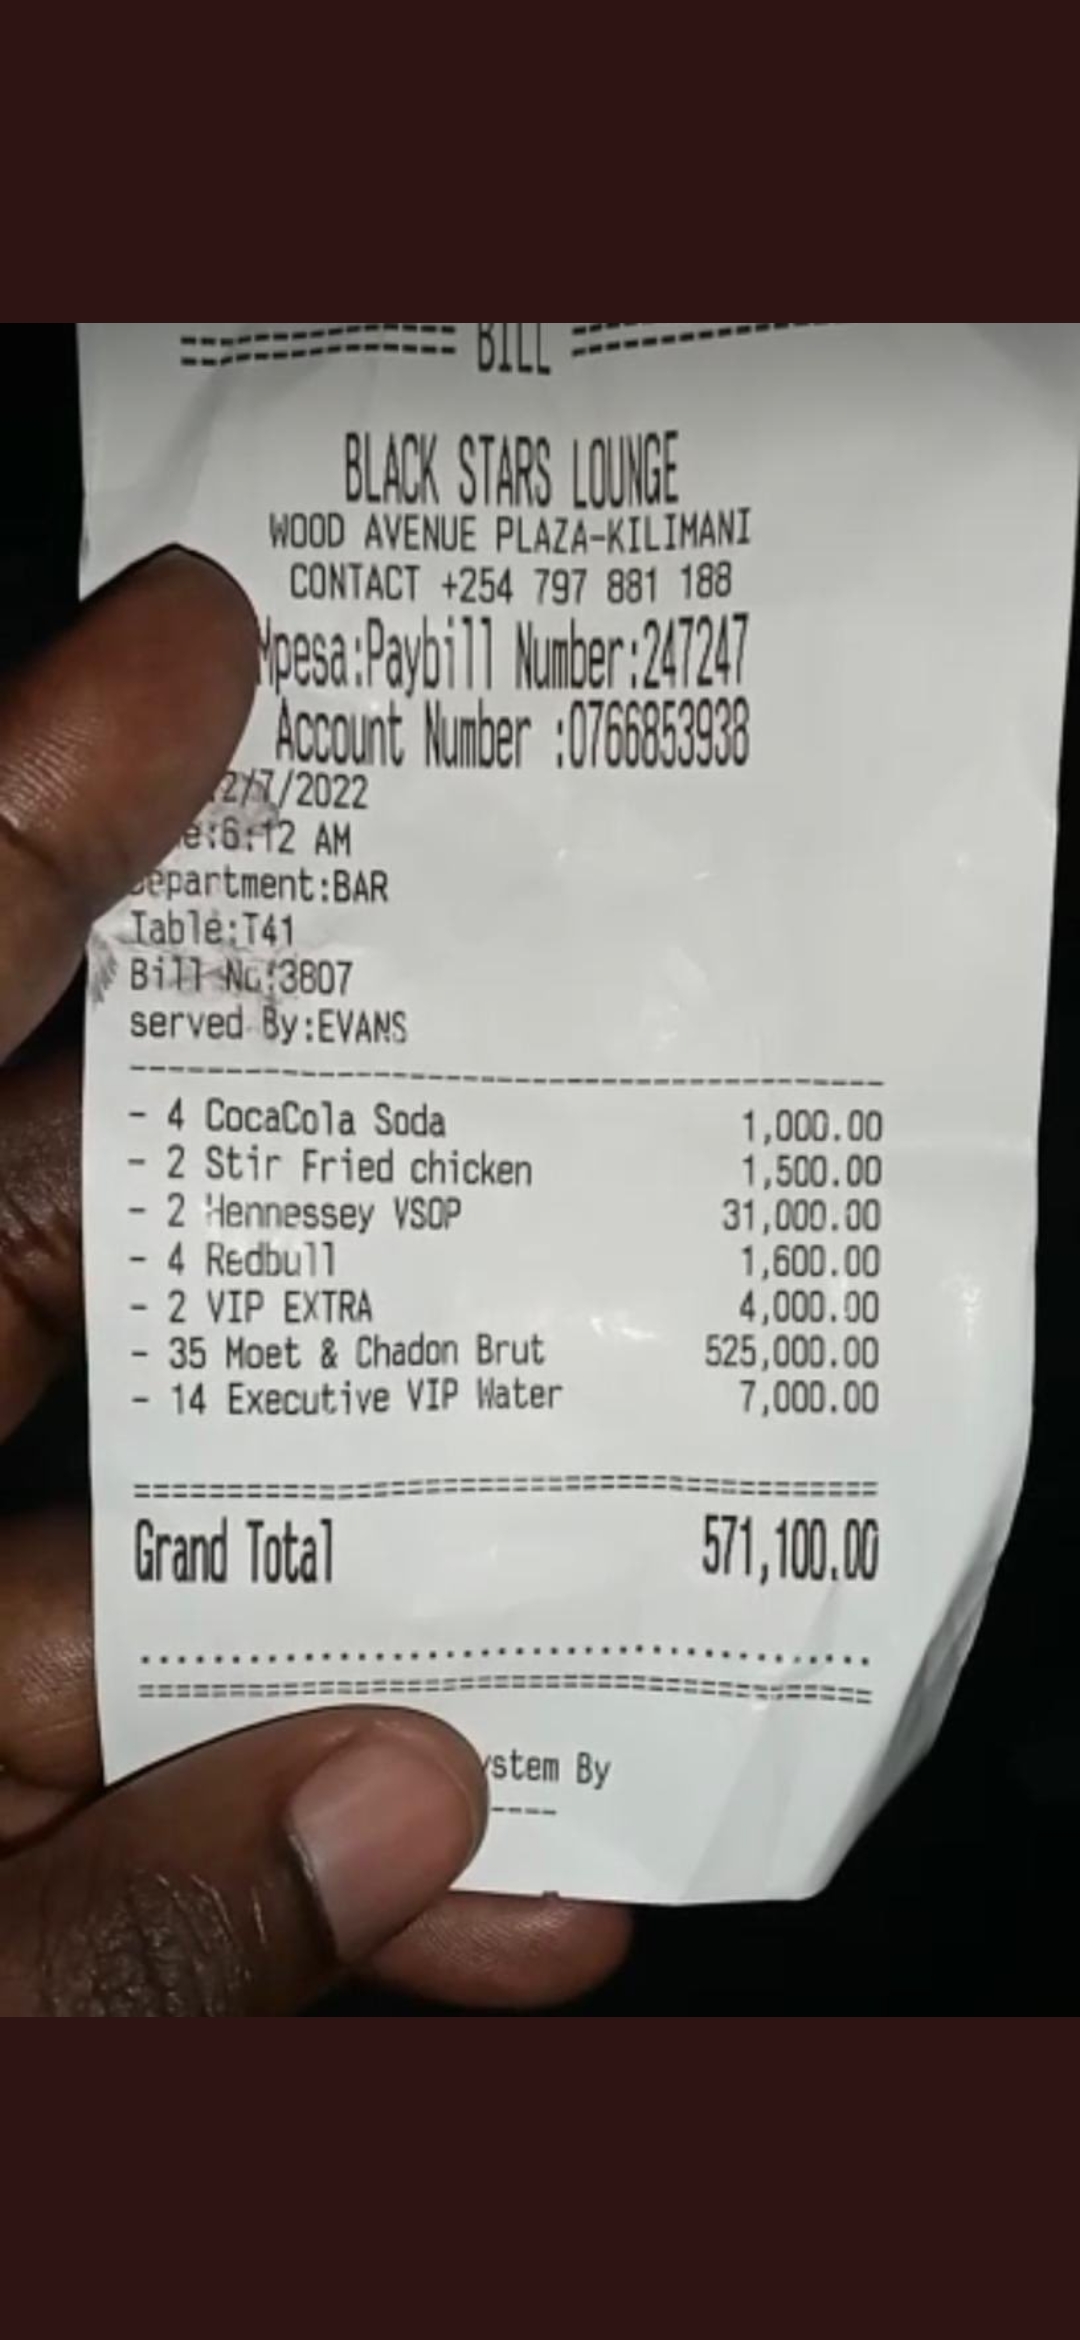 BILL
BLACK STARS LOUNGE
WOOD AVENUE PLAZA-KILIMANI
CONTACT +254 797 881 188
Mpesa:Paybill Number:247247
Account Number :0766853938
2/7/2022
e:6:12 AM
Department:BAR
Table:T41
Bill No:3807
served By:EVANS
- 4 CocaCola Soda 1,000.00
- 2 Stir Fried chicken 1,500.00
- 2 Hennessey VSOP 31,000.00
- 4 Redbull 1,600.00
- 2 VIP EXTRA 4,000.00
- 35 Moet & Chadon Brut 525,000.00
- 14 Executive VIP Water 7,000.00
Grand Total 571,100.00
ystem By